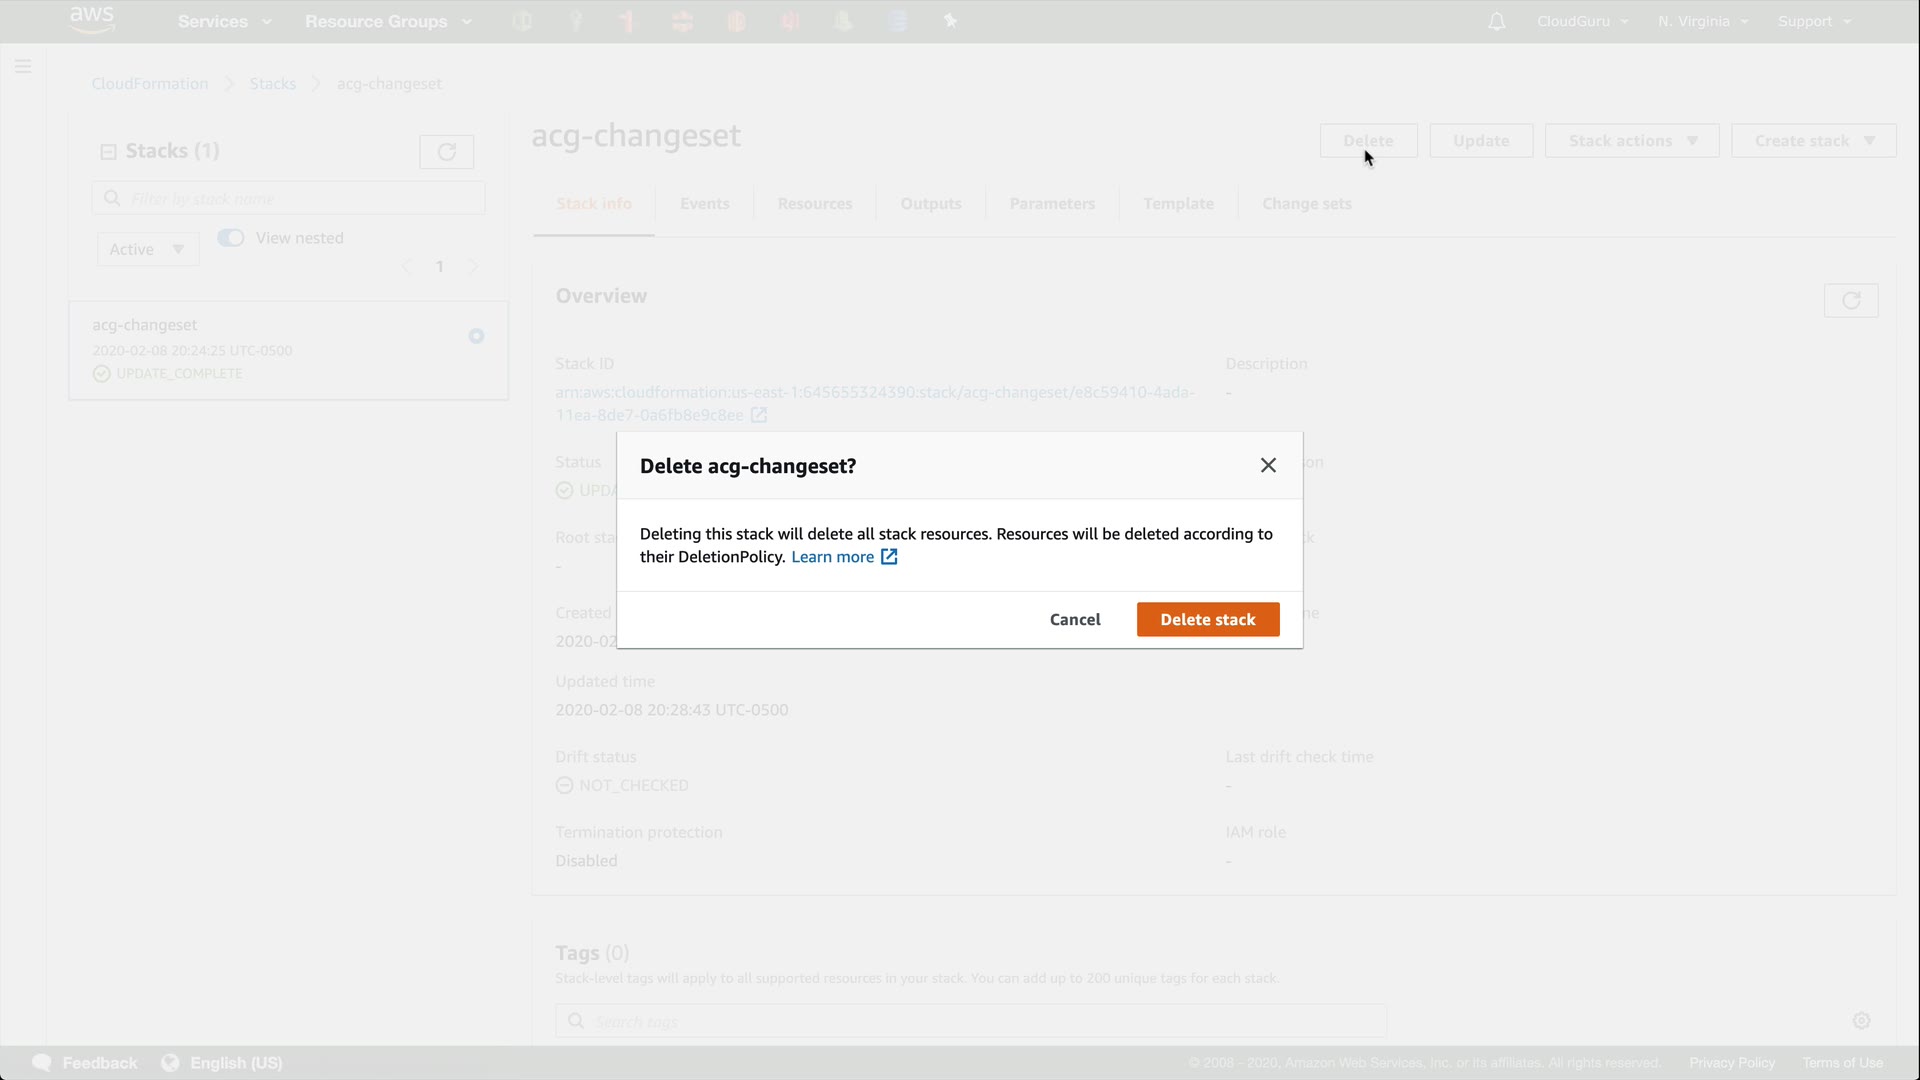 aws
Services
Resource Groups
CloudGuru
N. Virginia
Support
CloudFormation
Stacks
acg-changeset
Stacks (1)
Filter by stack name
Active
View nested
1
acg-changeset
2020-02-08 20:24:25 UTC-0500
UPDATE_COMPLETE
acg-changeset
Delete
Update
Stack actions
Create stack
Stack info
Events
Resources
Outputs
Parameters
Template
Change sets
Overview
Stack ID
arn:aws:cloudformation:us-east-1:645655324390:stack/acg-changeset/e8c59410-4ada-
11ea-8de7-0a6fb8e9c8ee
Description
-
Status
UPDA
on
Root sta
-
k
Created
2020-02
ne
Delete acg-changeset?
Deleting this stack will delete all stack resources. Resources will be deleted according to
their DeletionPolicy. Learn more
Cancel
Delete stack
Updated time
2020-02-08 20:28:43 UTC-0500
Drift status
NOT_CHECKED
Last drift check time
-
Termination protection
Disabled
IAM role
-
Tags (0)
Stack-level tags will apply to all supported resources in your stack. You can add up to 200 unique tags for each stack.
Search tags
Feedback
English (US)
© 2008 - 2020, Amazon Web Services, Inc. or its affiliates. All rights reserved.
Privacy Policy
Terms of Use